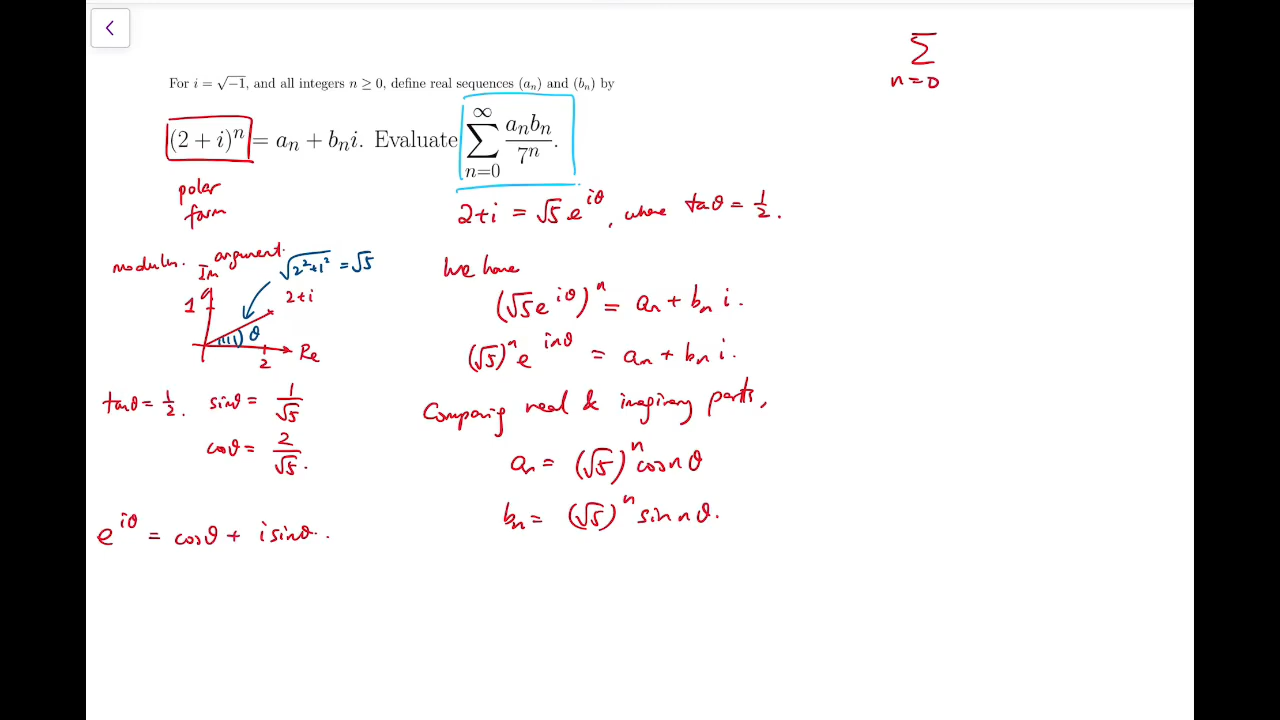 For i = √−1, and all integers n ≥ 0, define real sequences (aₙ) and (bₙ) by
(2 + i)ⁿ = aₙ + bₙi. Evaluate ∑_{n=0}^{∞} aₙbₙ/7ⁿ.
polar
form
modulus. argument.
Im
√(2²+1²) = √5
1
2+i
θ
Re
2
tanθ = 1/2. sinθ = 1/√5
cosθ = 2/√5.
e^{iθ} = cosθ + i sinθ.
2+i = √5 e^{iθ}, where tanθ = 1/2.
We have
(√5 e^{iθ})ⁿ = aₙ + bₙ i.
(√5)ⁿ e^{inθ} = aₙ + bₙ i.
Comparing real & imaginary parts,
aₙ = (√5)ⁿ cos nθ
bₙ = (√5)ⁿ sin nθ.
∑
n=0